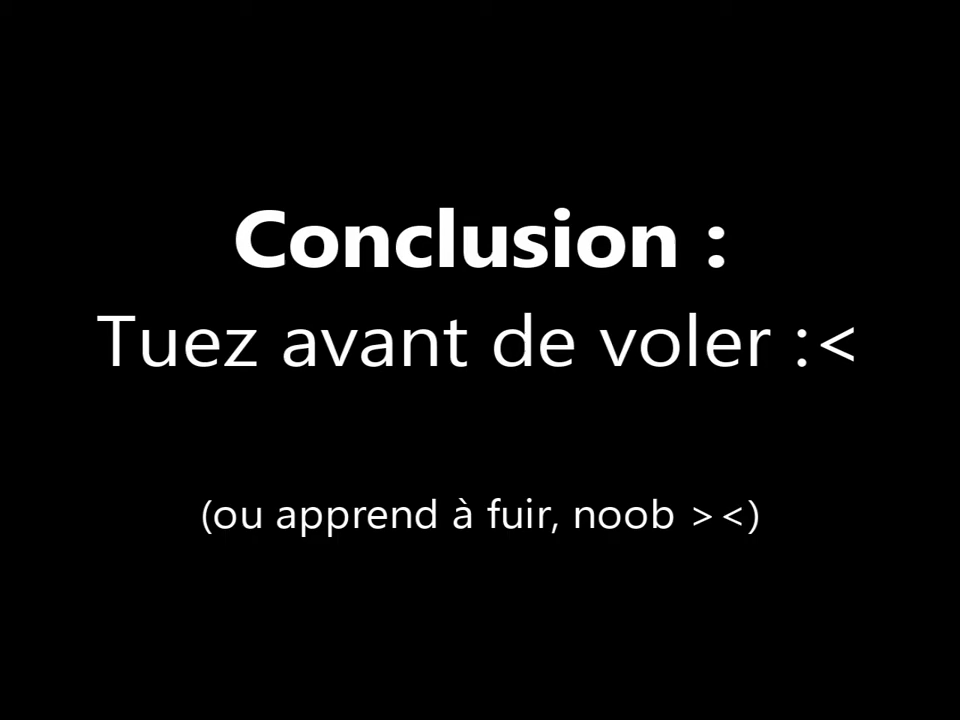 Conclusion :
Tuez avant de voler :<
(ou apprend à fuir, noob ><)